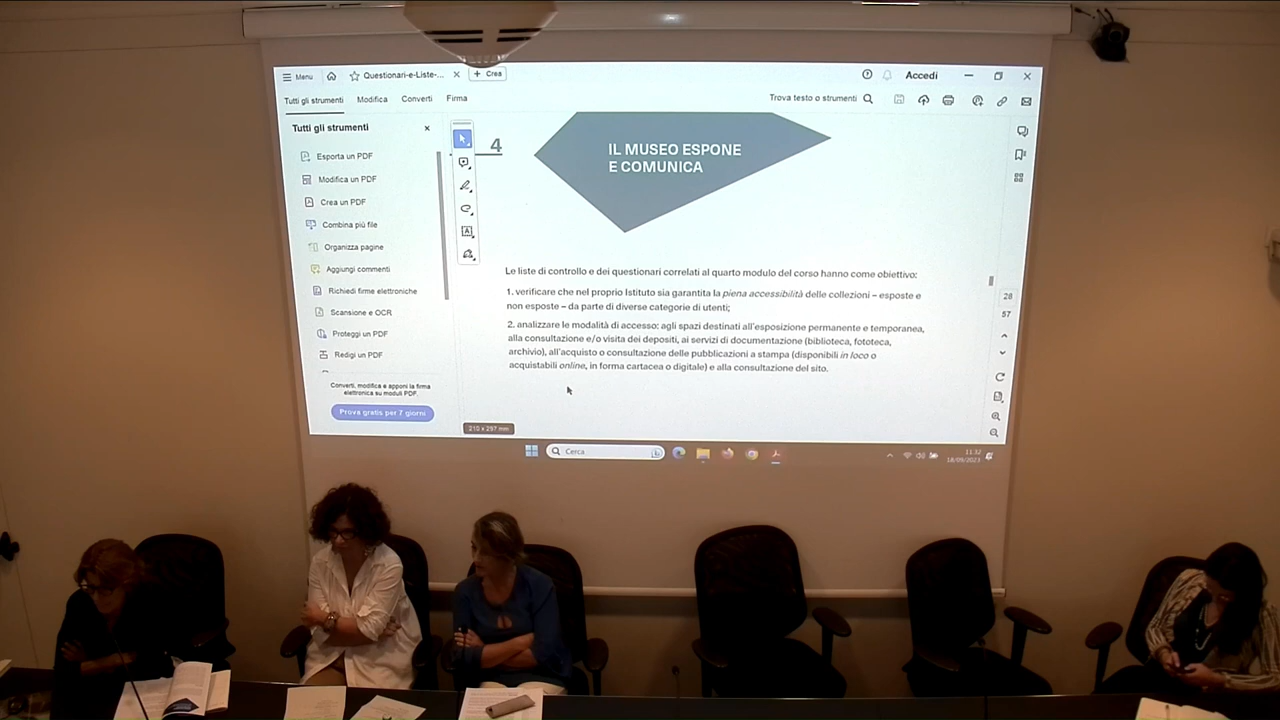 Menu
Questionari-e-Liste-...
+ Crea
Accedi
Tutti gli strumenti
Modifica
Converti
Firma
Trova testo o strumenti
Tutti gli strumenti
Esporta un PDF
Modifica un PDF
Crea un PDF
Combina più file
Organizza pagine
Aggiungi commenti
Richiedi firme elettroniche
Scansione e OCR
Proteggi un PDF
Redigi un PDF
Converti, modifica e apponi la firma
elettronica su moduli PDF.
Prova gratis per 7 giorni
4
IL MUSEO ESPONE
E COMUNICA
Le liste di controllo e dei questionari correlati al quarto modulo del corso hanno come obiettivo:
1. verificare che nel proprio Istituto sia garantita la piena accessibilità delle collezioni – esposte e
non esposte – da parte di diverse categorie di utenti;
2. analizzare le modalità di accesso: agli spazi destinati all'esposizione permanente e temporanea,
alla consultazione e/o visita dei depositi, ai servizi di documentazione (biblioteca, fototeca,
archivio), all'acquisto o consultazione delle pubblicazioni a stampa (disponibili in loco o
acquistabili online, in forma cartacea o digitale) e alla consultazione del sito.
28
57
210 x 297 mm
Cerca
11:32
18/09/2023